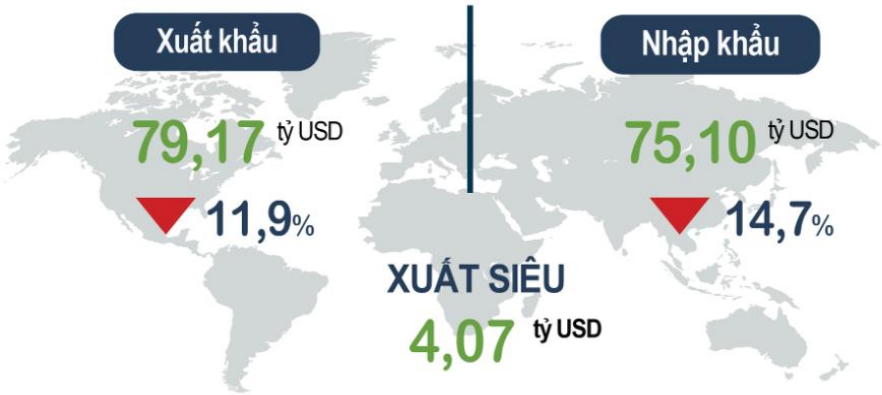 Xuất khẩu
79,17 tỷ USD
11,9%
Nhập khẩu
75,10 tỷ USD
14,7%
XUẤT SIÊU
4,07 tỷ USD